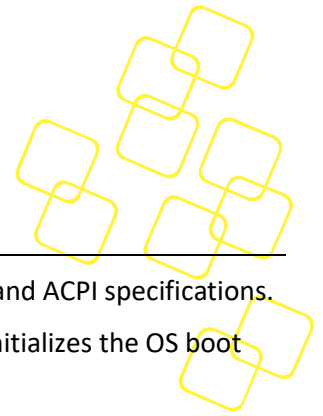 and ACPI specifications.
nitializes the OS boot